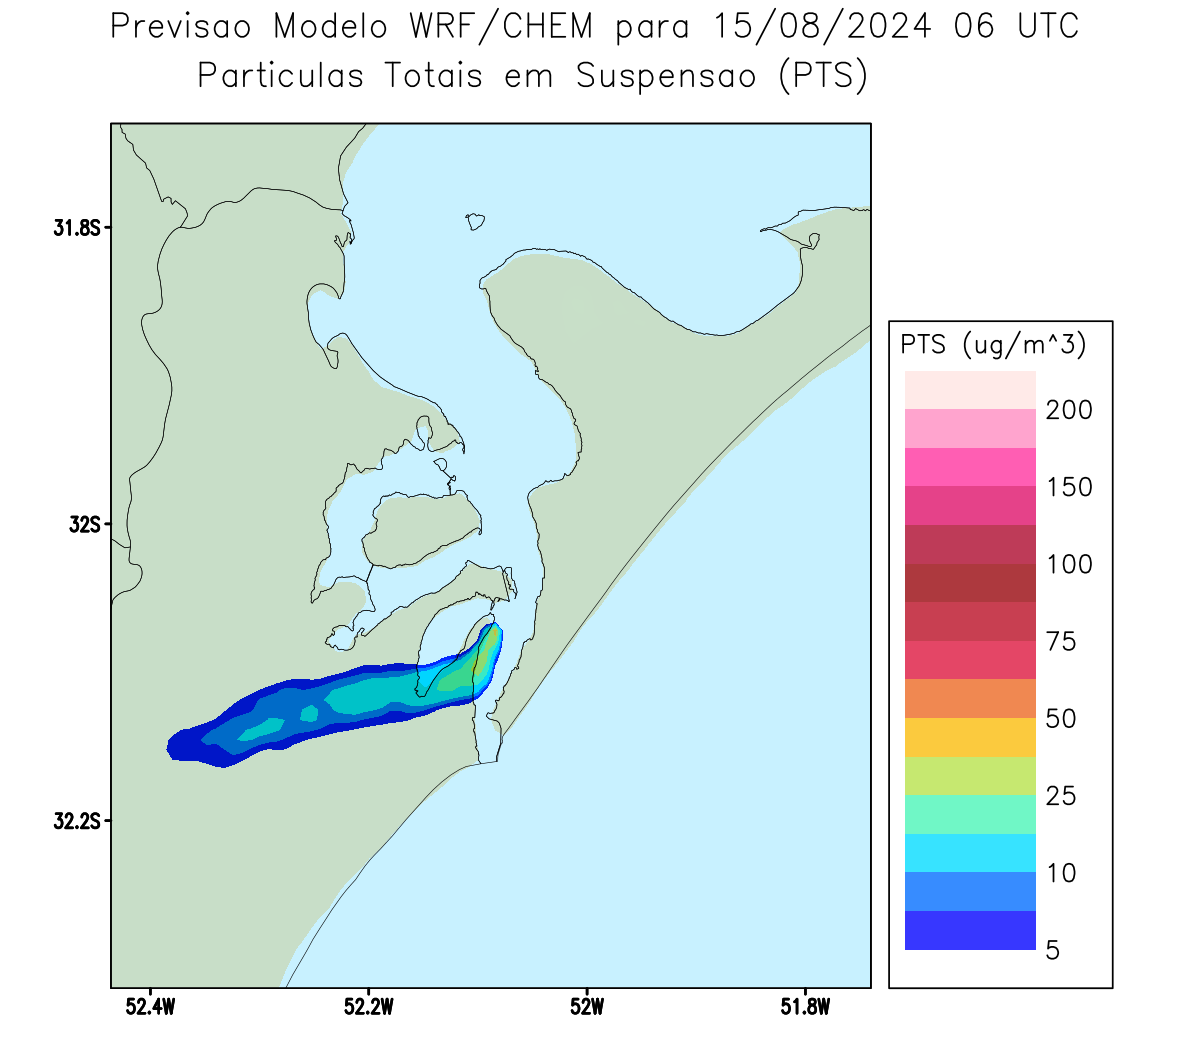 Previsao Modelo WRF/CHEM para 15/08/2024 06 UTC
Particulas Totais em Suspensao (PTS)
31.8S
32S
32.2S
52.4W
52.2W
52W
51.8W
PTS (ug/m^3)
200
150
100
75
50
25
10
5